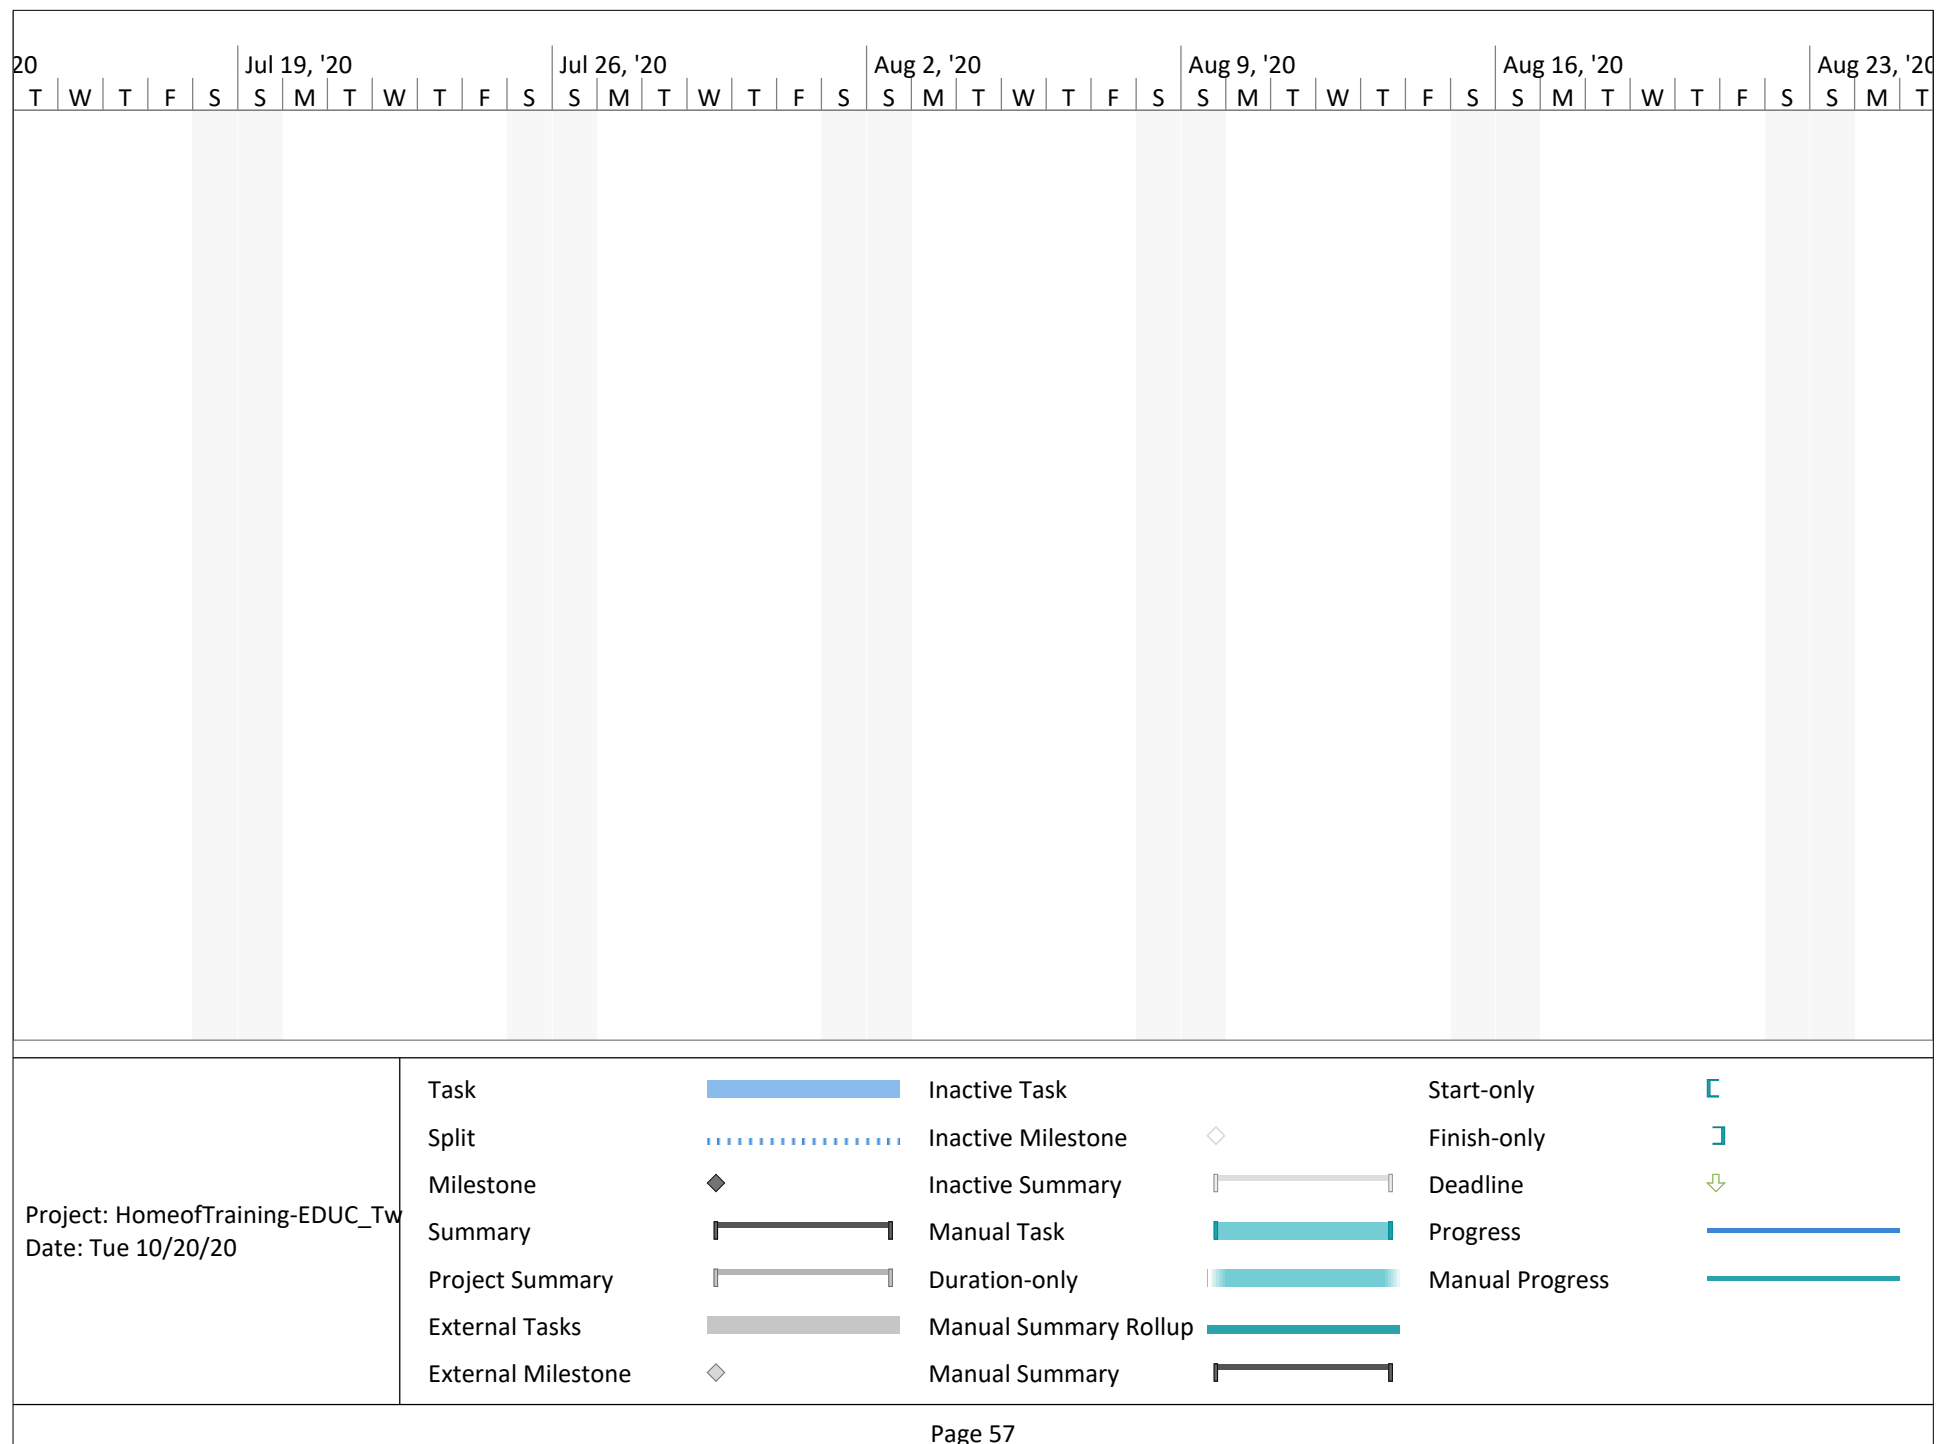 20 Jul 19, '20 Jul 26, '20 Aug 2, '20 Aug 9, '20 Aug 16, '20 Aug 23, '20
T W T F S S M T W T F S S M T W T F S S M T W T F S S M T W T F S S M T W T F S S M T
Task Inactive Task Start-only
Split Inactive Milestone Finish-only
Milestone Inactive Summary Deadline
Project: HomeofTraining-EDUC_Tw
Summary Manual Task Progress
Date: Tue 10/20/20
Project Summary Duration-only Manual Progress
External Tasks Manual Summary Rollup
External Milestone Manual Summary
Page 57